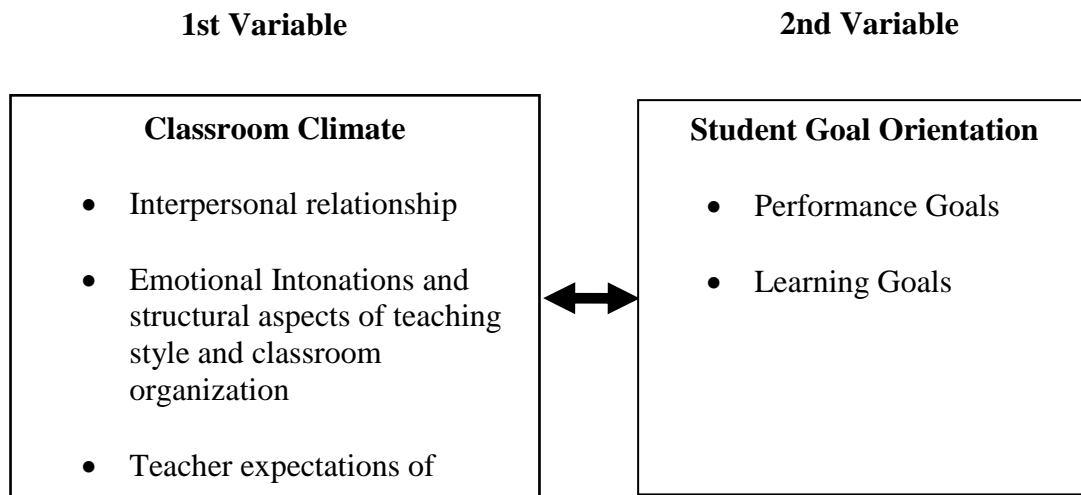 1st Variable
2nd Variable
Classroom Climate
• Interpersonal relationship
• Emotional Intonations and
structural aspects of teaching
style and classroom
organization
• Teacher expectations of
Student Goal Orientation
• Performance Goals
• Learning Goals